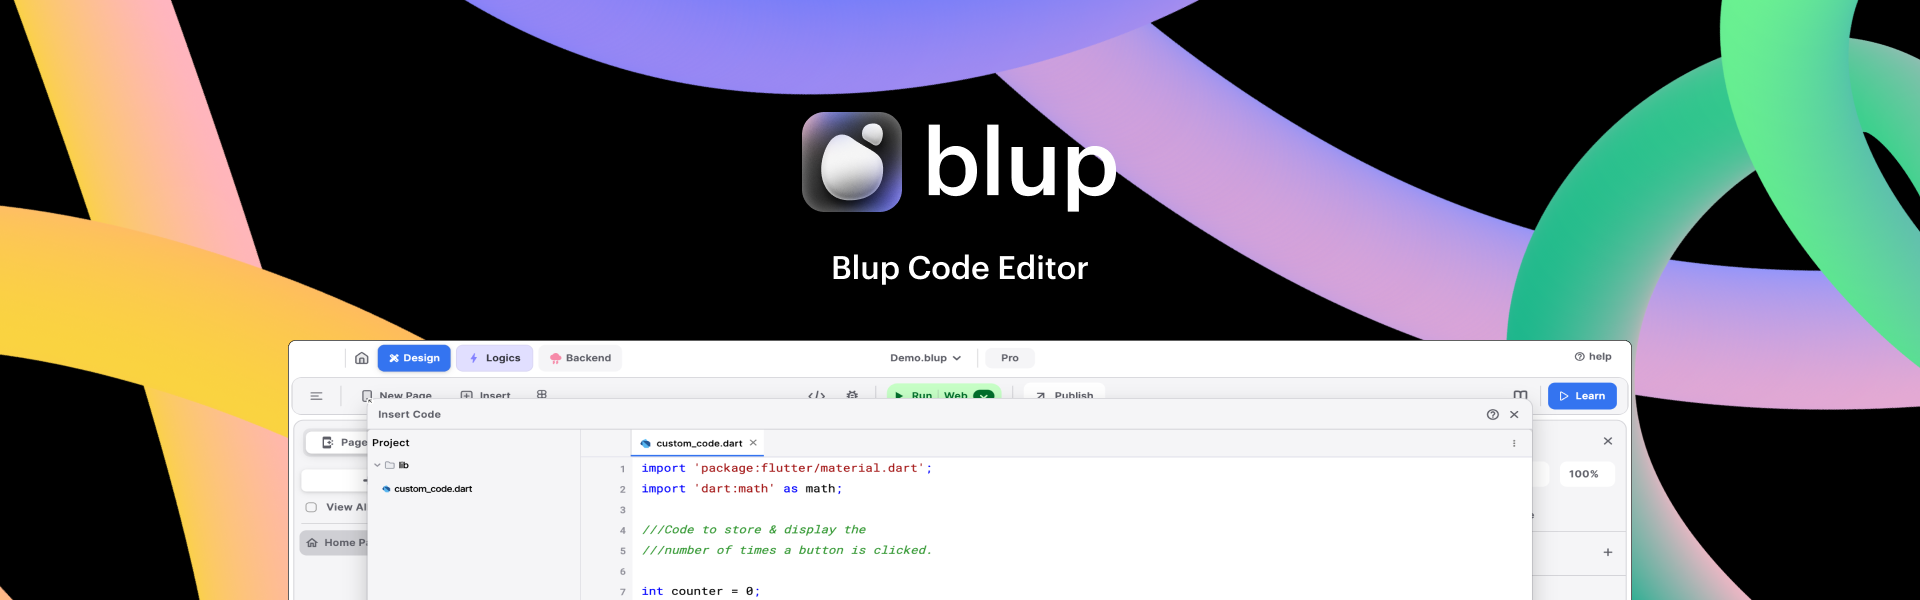 blup
Blup Code Editor
Design Logics Backend Demo.blup Pro help
New Page Insert Run Web Publish Learn
Insert Code
Page Project custom_code.dart
lib
custom_code.dart
View Al
Home Pa
100%
1 import 'package:flutter/material.dart';
2 import 'dart:math' as math;
3
4 ///Code to store & display the
5 ///number of times a button is clicked.
6
7 int counter = 0;